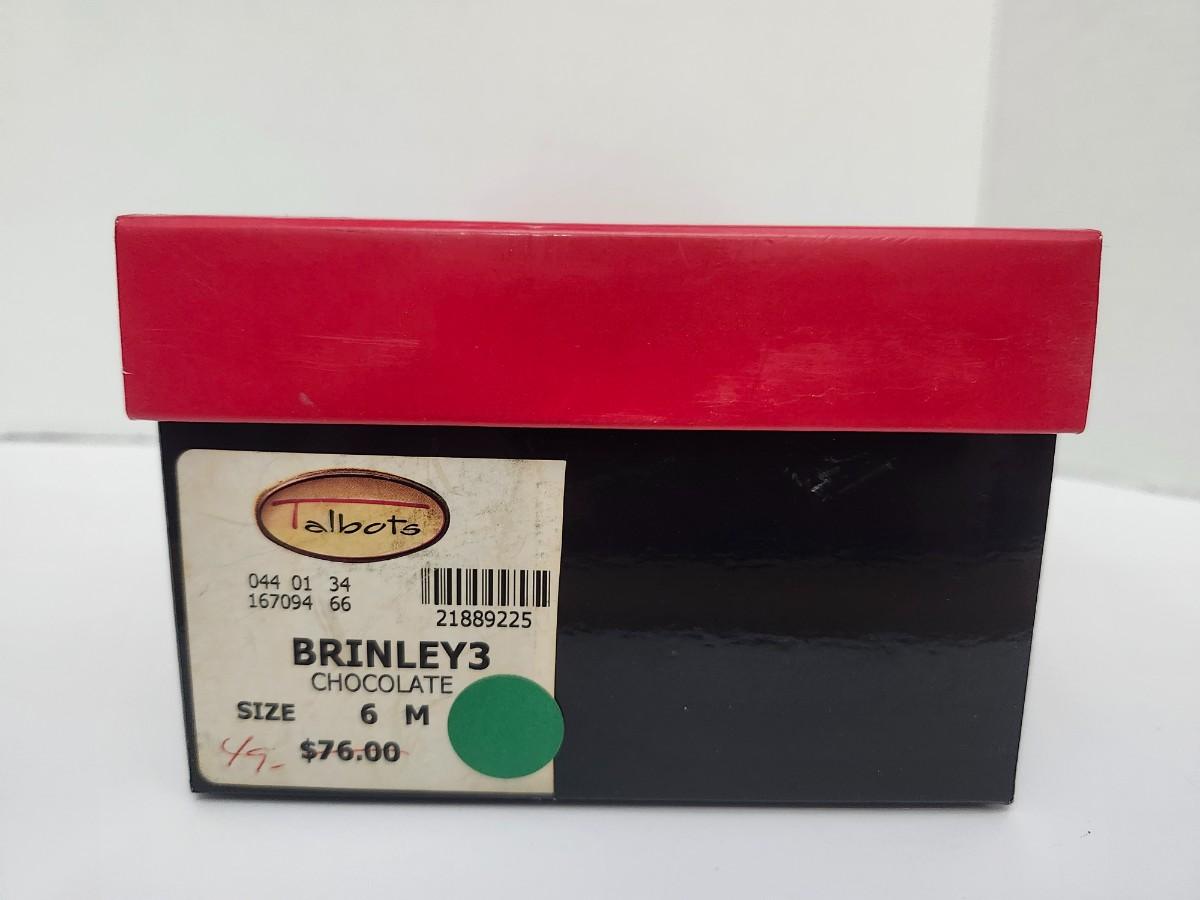 Talbots
044 01 34
167094 66
21889225
BRINLEY3
CHOCOLATE
SIZE 6 M
49.- $76.00